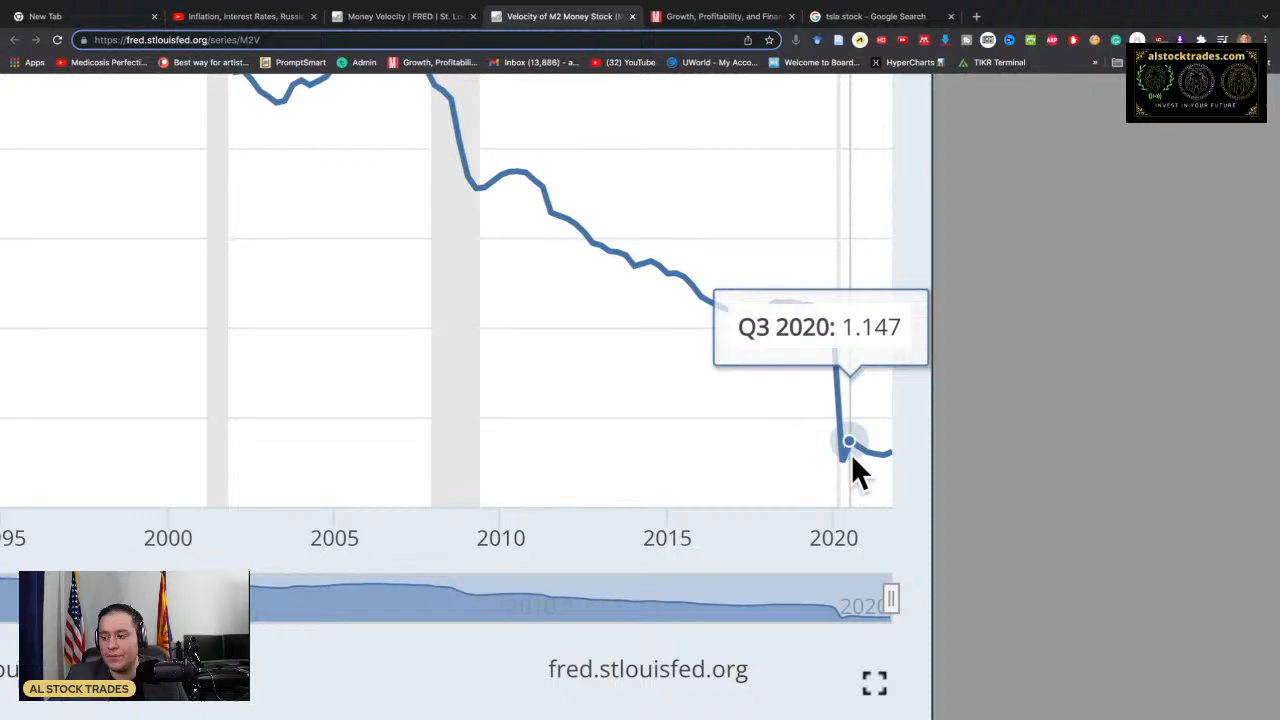 New Tab
Inflation, Interest Rates, Russi
Money Velocity | FRED | St. Lo
Velocity of M2 Money Stock (M
Growth, Profitability, and Finan
tsla stock - Google Search
https://fred.stlouisfed.org/series/M2V
Apps
Medicosis Perfecti...
Best way for artist...
PromptSmart
Admin
Growth, Profitabili...
Inbox (13,886) - a...
(32) YouTube
UWorld - My Acco...
Welcome to Board...
HyperCharts
TIKR Terminal
alstocktrades.com
INVEST IN YOUR FUTURE
Q3 2020: 1.147
95
2000
2005
2010
2015
2020
2010
2020
fred.stlouisfed.org
AL STOCK TRADES